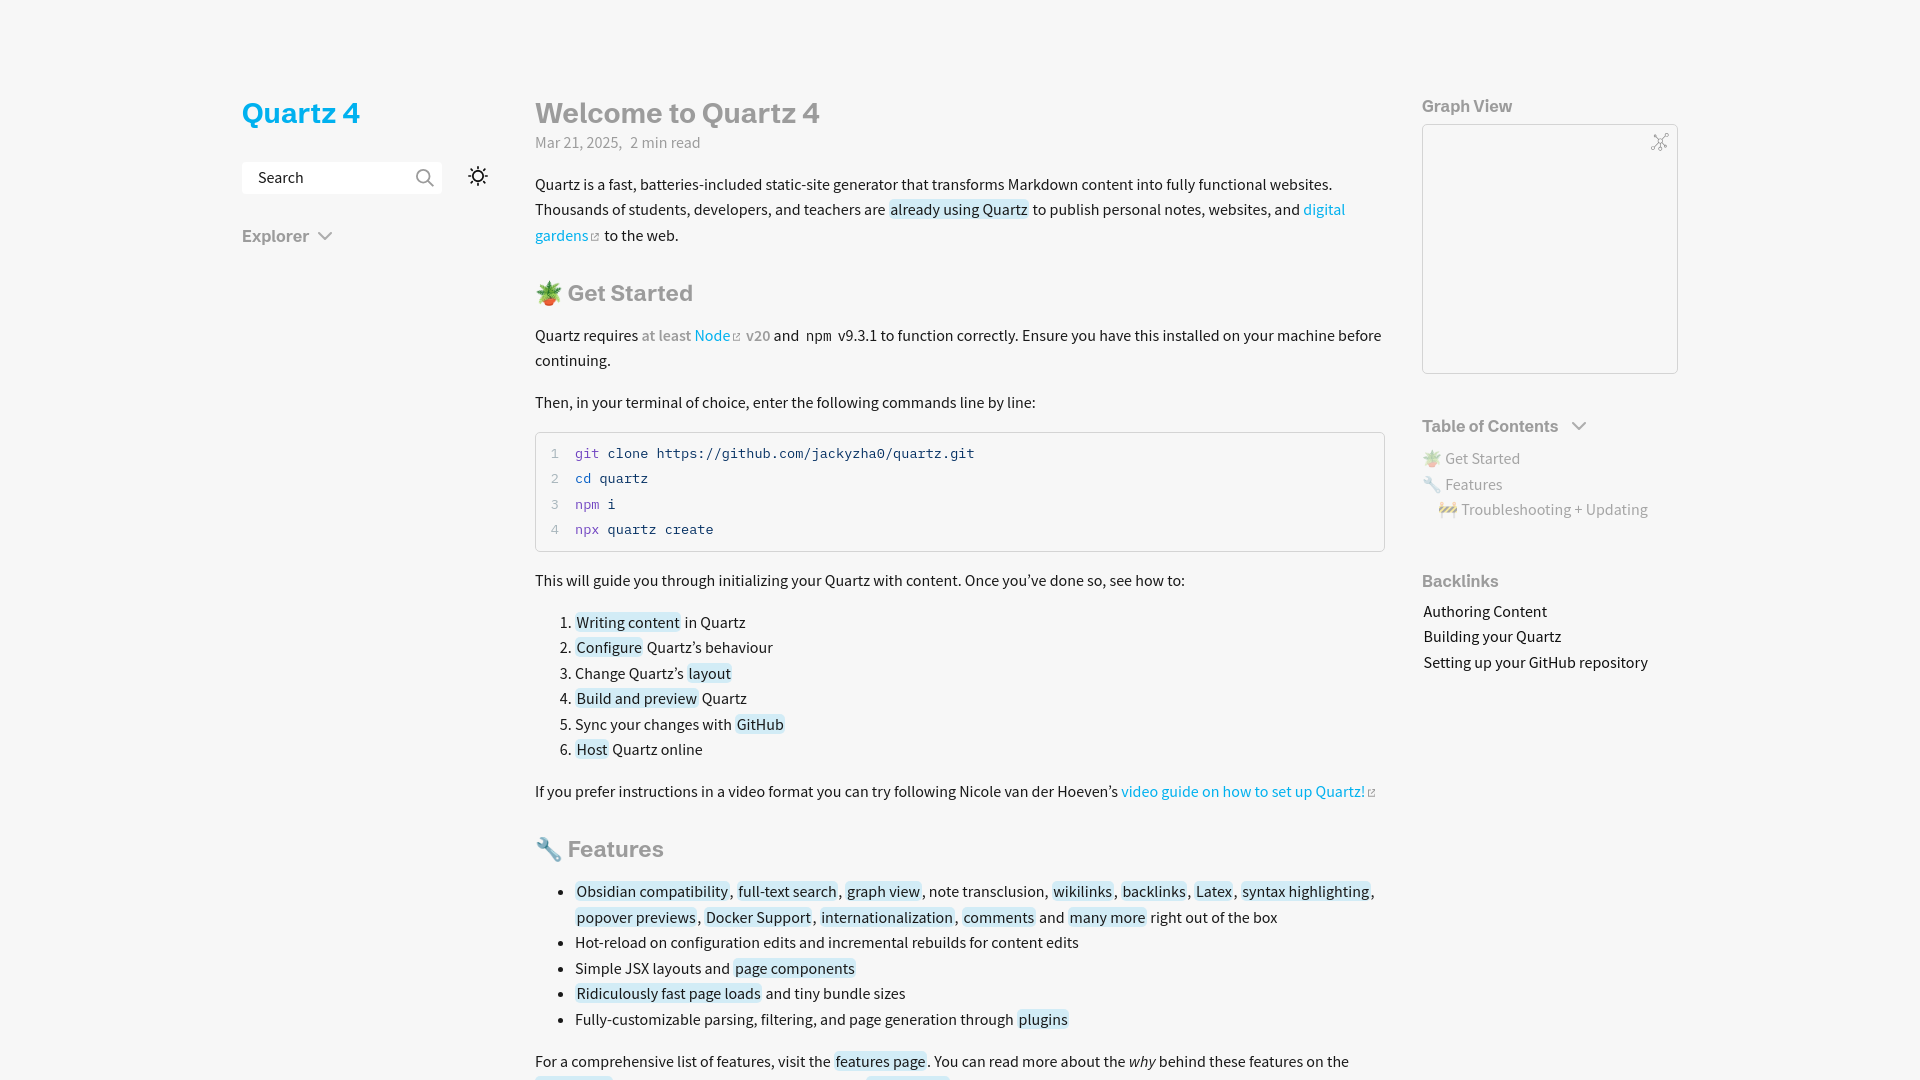 Quartz 4
Search
Explorer
Welcome to Quartz 4
Mar 21, 2025, 2 min read
Quartz is a fast, batteries-included static-site generator that transforms Markdown content into fully functional websites.
Thousands of students, developers, and teachers are already using Quartz to publish personal notes, websites, and digital
gardens to the web.
🪴 Get Started
Quartz requires at least Node v20 and npm v9.3.1 to function correctly. Ensure you have this installed on your machine before
continuing.
Then, in your terminal of choice, enter the following commands line by line:
1 git clone https://github.com/jackyzha0/quartz.git
2 cd quartz
3 npm i
4 npx quartz create
This will guide you through initializing your Quartz with content. Once you’ve done so, see how to:
1. Writing content in Quartz
2. Configure Quartz’s behaviour
3. Change Quartz’s layout
4. Build and preview Quartz
5. Sync your changes with GitHub
6. Host Quartz online
If you prefer instructions in a video format you can try following Nicole van der Hoeven’s video guide on how to set up Quartz!
🔧 Features
• Obsidian compatibility, full-text search, graph view, note transclusion, wikilinks, backlinks, Latex, syntax highlighting,
popover previews, Docker Support, internationalization, comments and many more right out of the box
• Hot-reload on configuration edits and incremental rebuilds for content edits
• Simple JSX layouts and page components
• Ridiculously fast page loads and tiny bundle sizes
• Fully-customizable parsing, filtering, and page generation through plugins
For a comprehensive list of features, visit the features page. You can read more about the why behind these features on the
Graph View
Table of Contents
🪴 Get Started
🔧 Features
🚧 Troubleshooting + Updating
Backlinks
Authoring Content
Building your Quartz
Setting up your GitHub repository